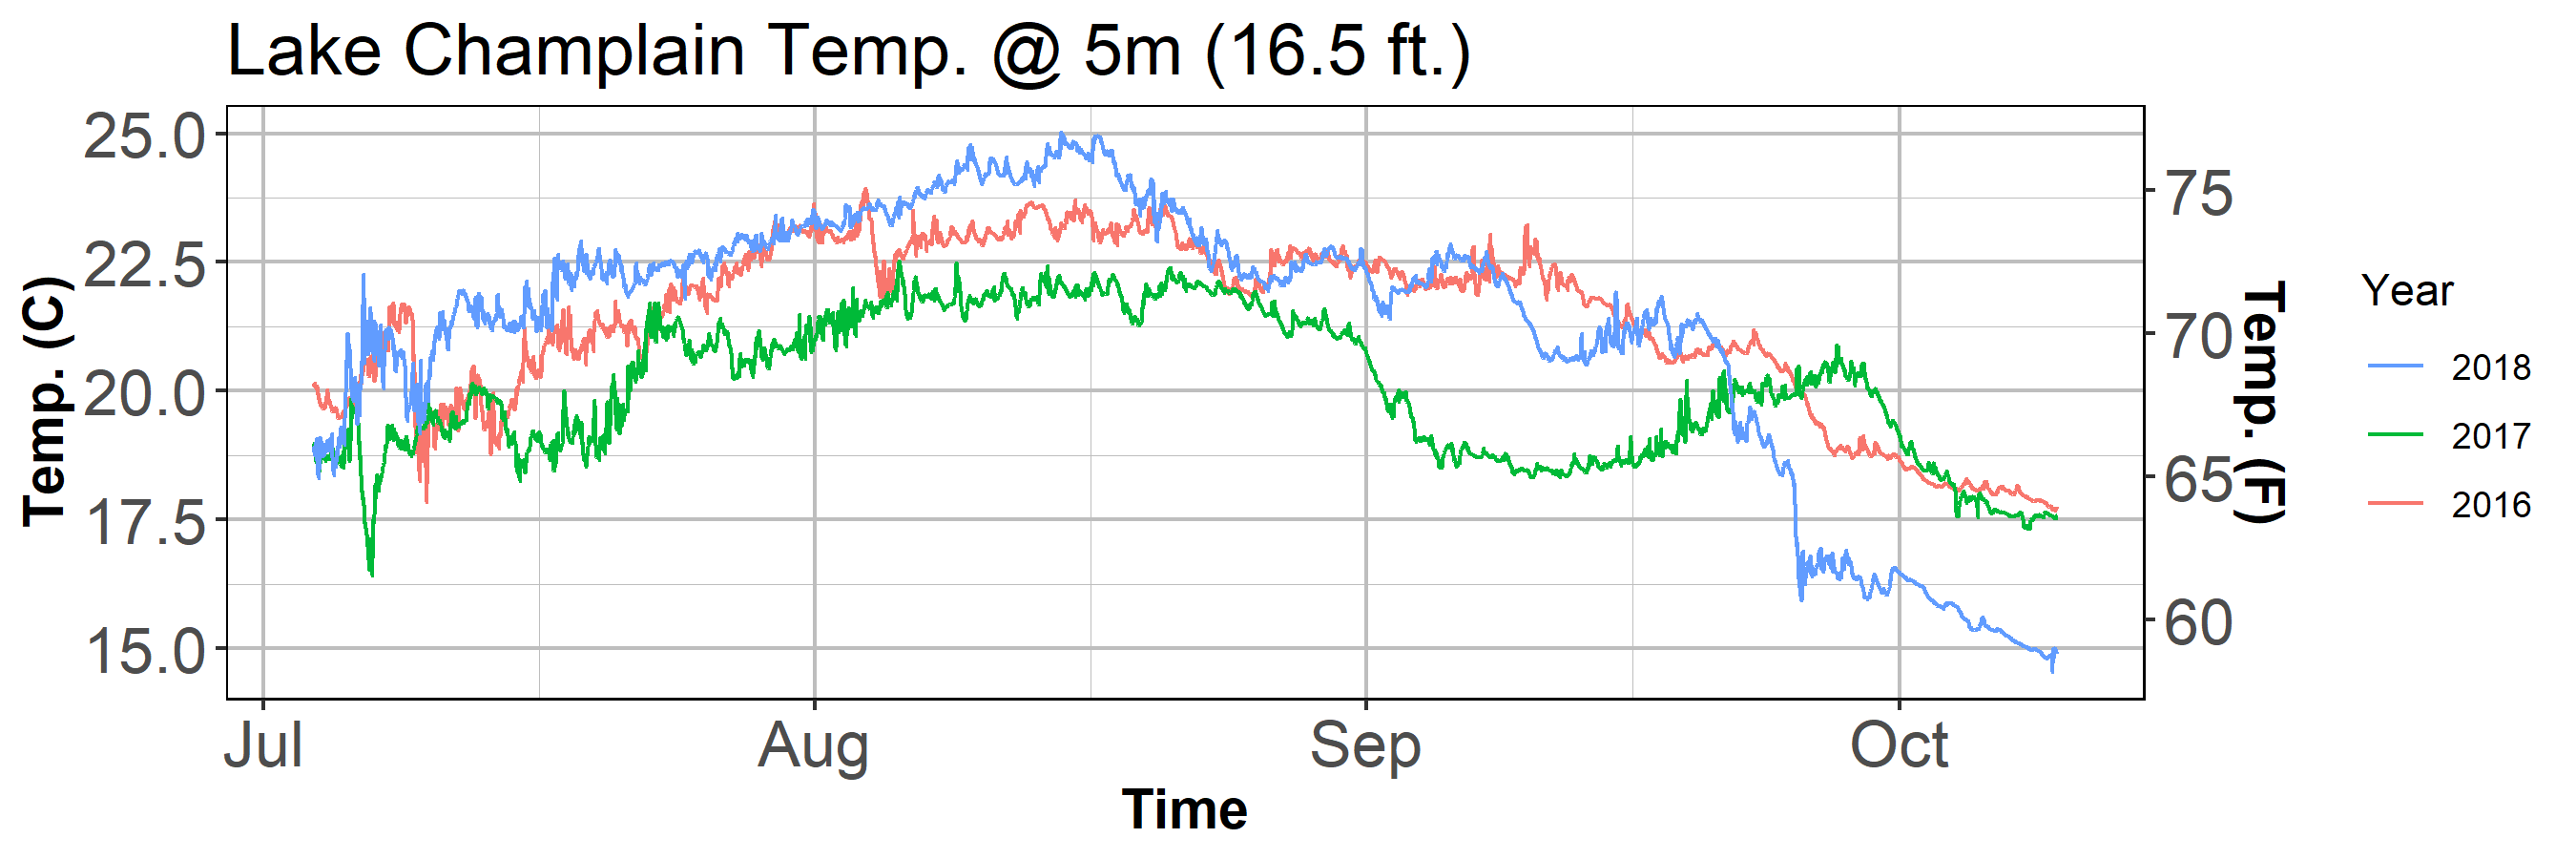 Lake Champlain Temp. @ 5m (16.5 ft.)
Temp. (C)
25.0
22.5
20.0
17.5
15.0
75
70
65
60
Temp. (F)
Jul Aug Sep Oct
Time
Year
2018
2017
2016